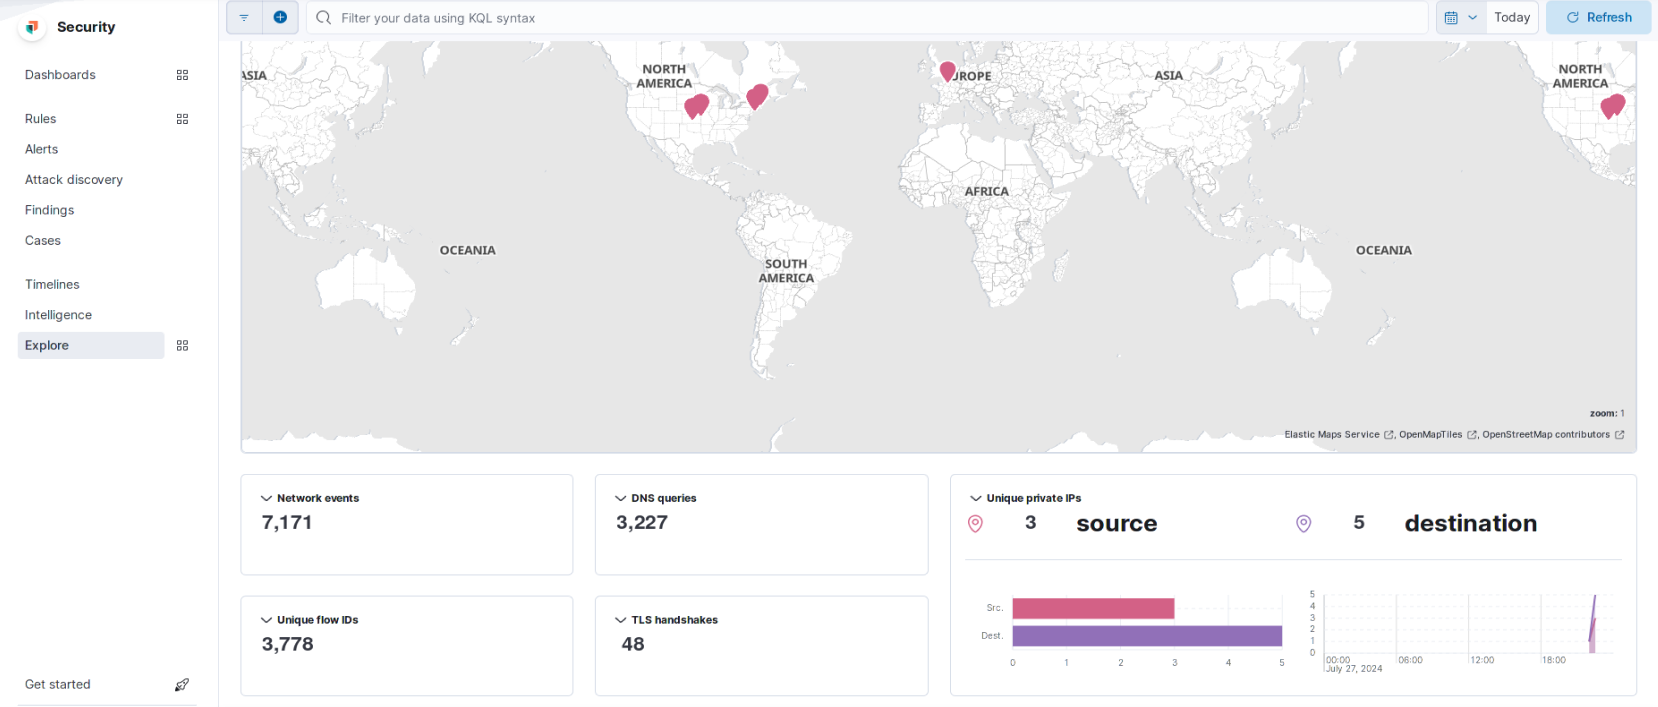 Security
Filter your data using KQL syntax
Today
Refresh
Dashboards
Rules
Alerts
Attack discovery
Findings
Cases
Timelines
Intelligence
Explore
Get started
ASIA
NORTH
AMERICA
UROPE
ASIA
NORTH
AMERICA
AFRICA
OCEANIA
OCEANIA
SOUTH
AMERICA
zoom: 1
Elastic Maps Service , OpenMapTiles , OpenStreetMap contributors
Network events
7,171
DNS queries
3,227
Unique private IPs
3 source
5 destination
Unique flow IDs
3,778
TLS handshakes
48
Src.
Dest.
0 1 2 3 4 5
5
4
3
2
1
0
00:00 06:00 12:00 18:00
July 27, 2024